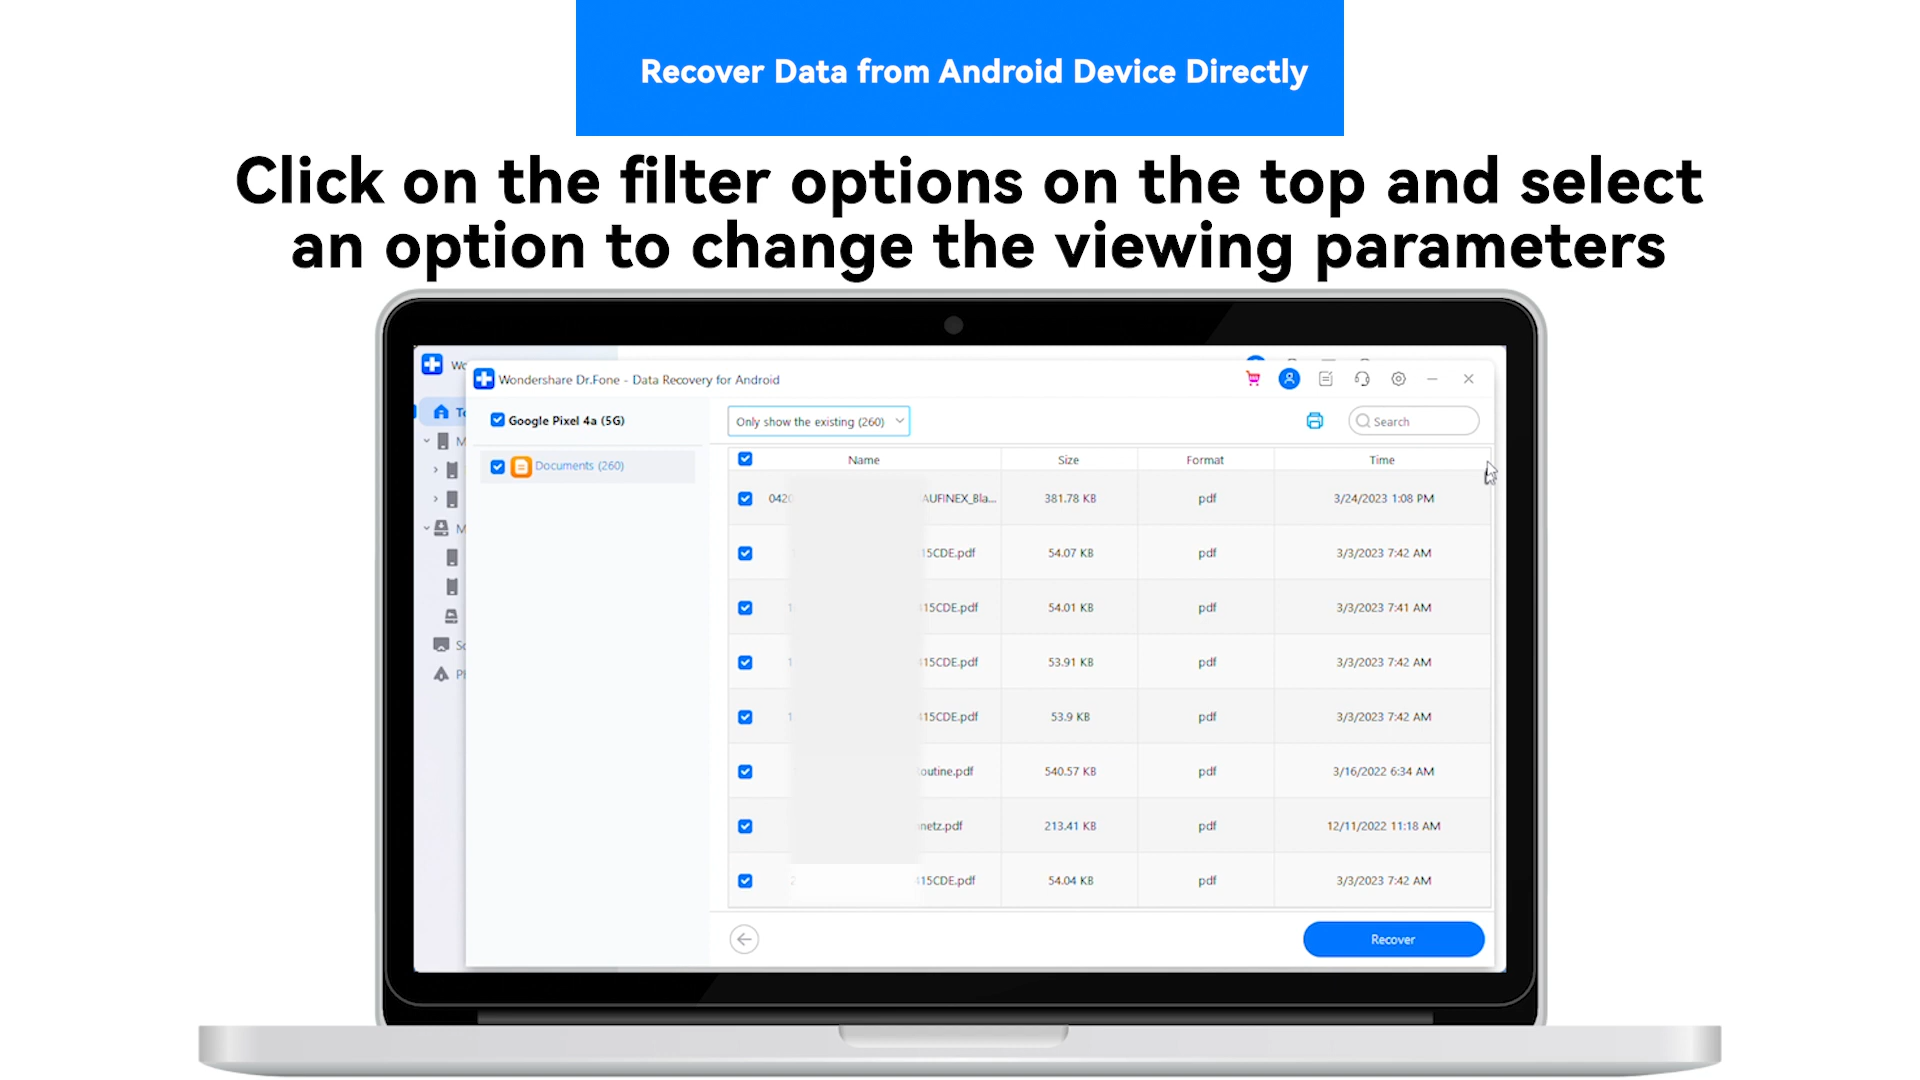 Recover Data from Android Device Directly
Click on the filter options on the top and select
an option to change the viewing parameters
Wondershare Dr.Fone - Data Recovery for Android
Google Pixel 4a (5G)
Only show the existing (260)
Search
Documents (260)
Name Size Format Time
0420 AUFINEX_Bla... 381.78 KB pdf 3/24/2023 1:08 PM
15CDE.pdf 54.07 KB pdf 3/3/2023 7:42 AM
15CDE.pdf 54.01 KB pdf 3/3/2023 7:41 AM
15CDE.pdf 53.91 KB pdf 3/3/2023 7:42 AM
415CDE.pdf 53.9 KB pdf 3/3/2023 7:42 AM
outine.pdf 540.57 KB pdf 3/16/2022 6:34 AM
netz.pdf 213.41 KB pdf 12/11/2022 11:18 AM
415CDE.pdf 54.04 KB pdf 3/3/2023 7:42 AM
Recover